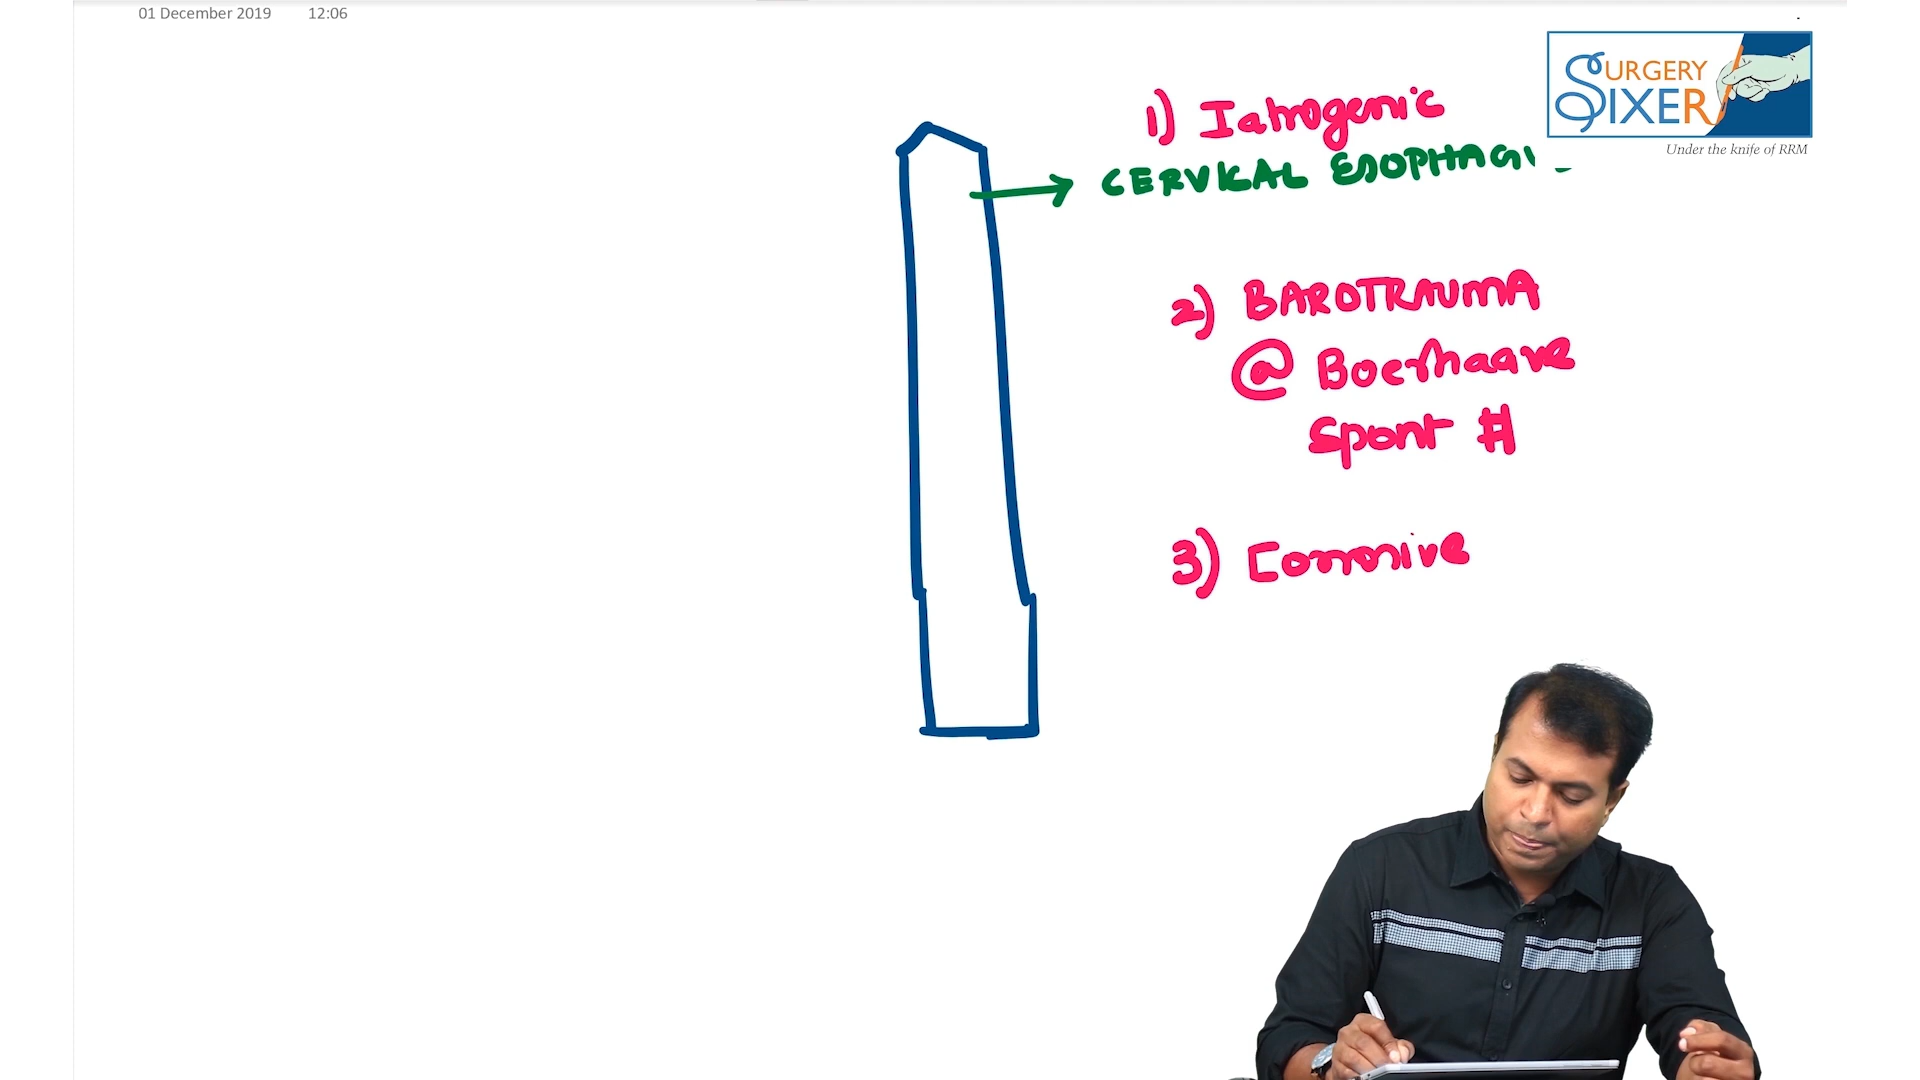 01 December 2019 12:06
SURGERY
SIXER
Under the knife of RRM
1) Iatrogenic
CERVICAL ESOPHAGU
2) BAROTRAUMA
@ Boerhaave
Spont #
3) Corrosive